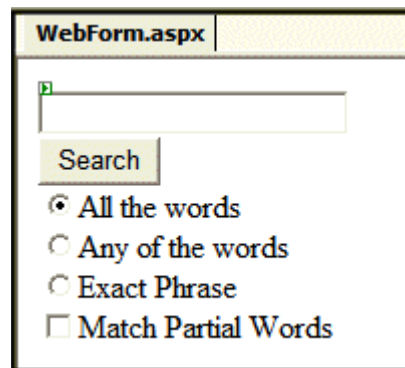 WebForm.aspx
Search
All the words
Any of the words
Exact Phrase
Match Partial Words